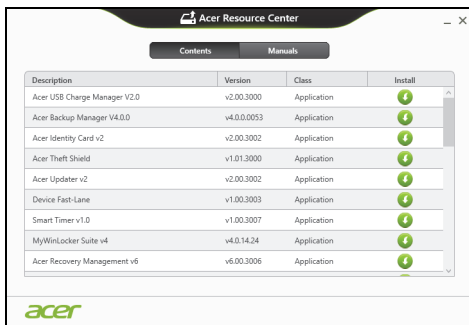 Acer Resource Center
Contents Manuals
Description Version Class Install
Acer USB Charge Manager V2.0 v2.00.3000 Application
Acer Backup Manager V4.0.0 v4.0.0.0053 Application
Acer Identity Card v2 v2.00.3002 Application
Acer Theft Shield v1.01.3000 Application
Acer Updater v2 v2.00.3002 Application
Device Fast-Lane v1.00.3003 Application
Smart Timer v1.0 v1.00.3007 Application
MyWinLocker Suite v4 v4.0.14.24 Application
Acer Recovery Management v6 v6.00.3006 Application
acer